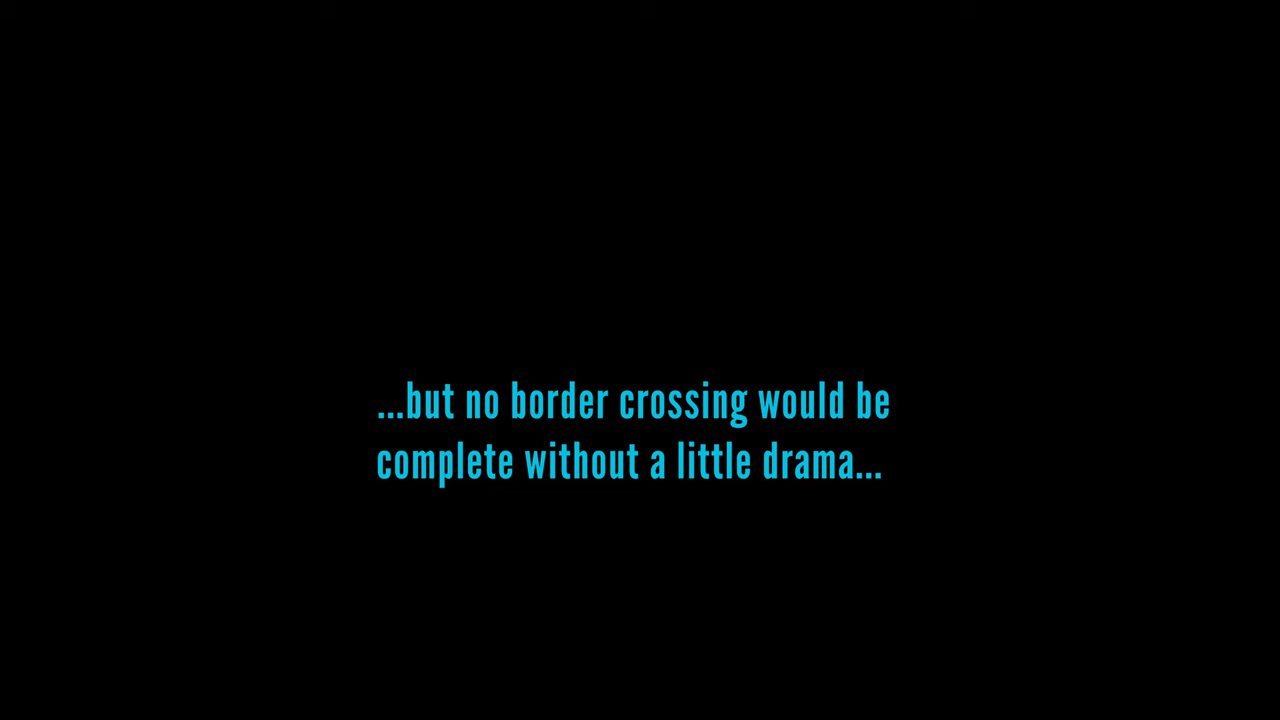 ...but no border crossing would be
complete without a little drama...